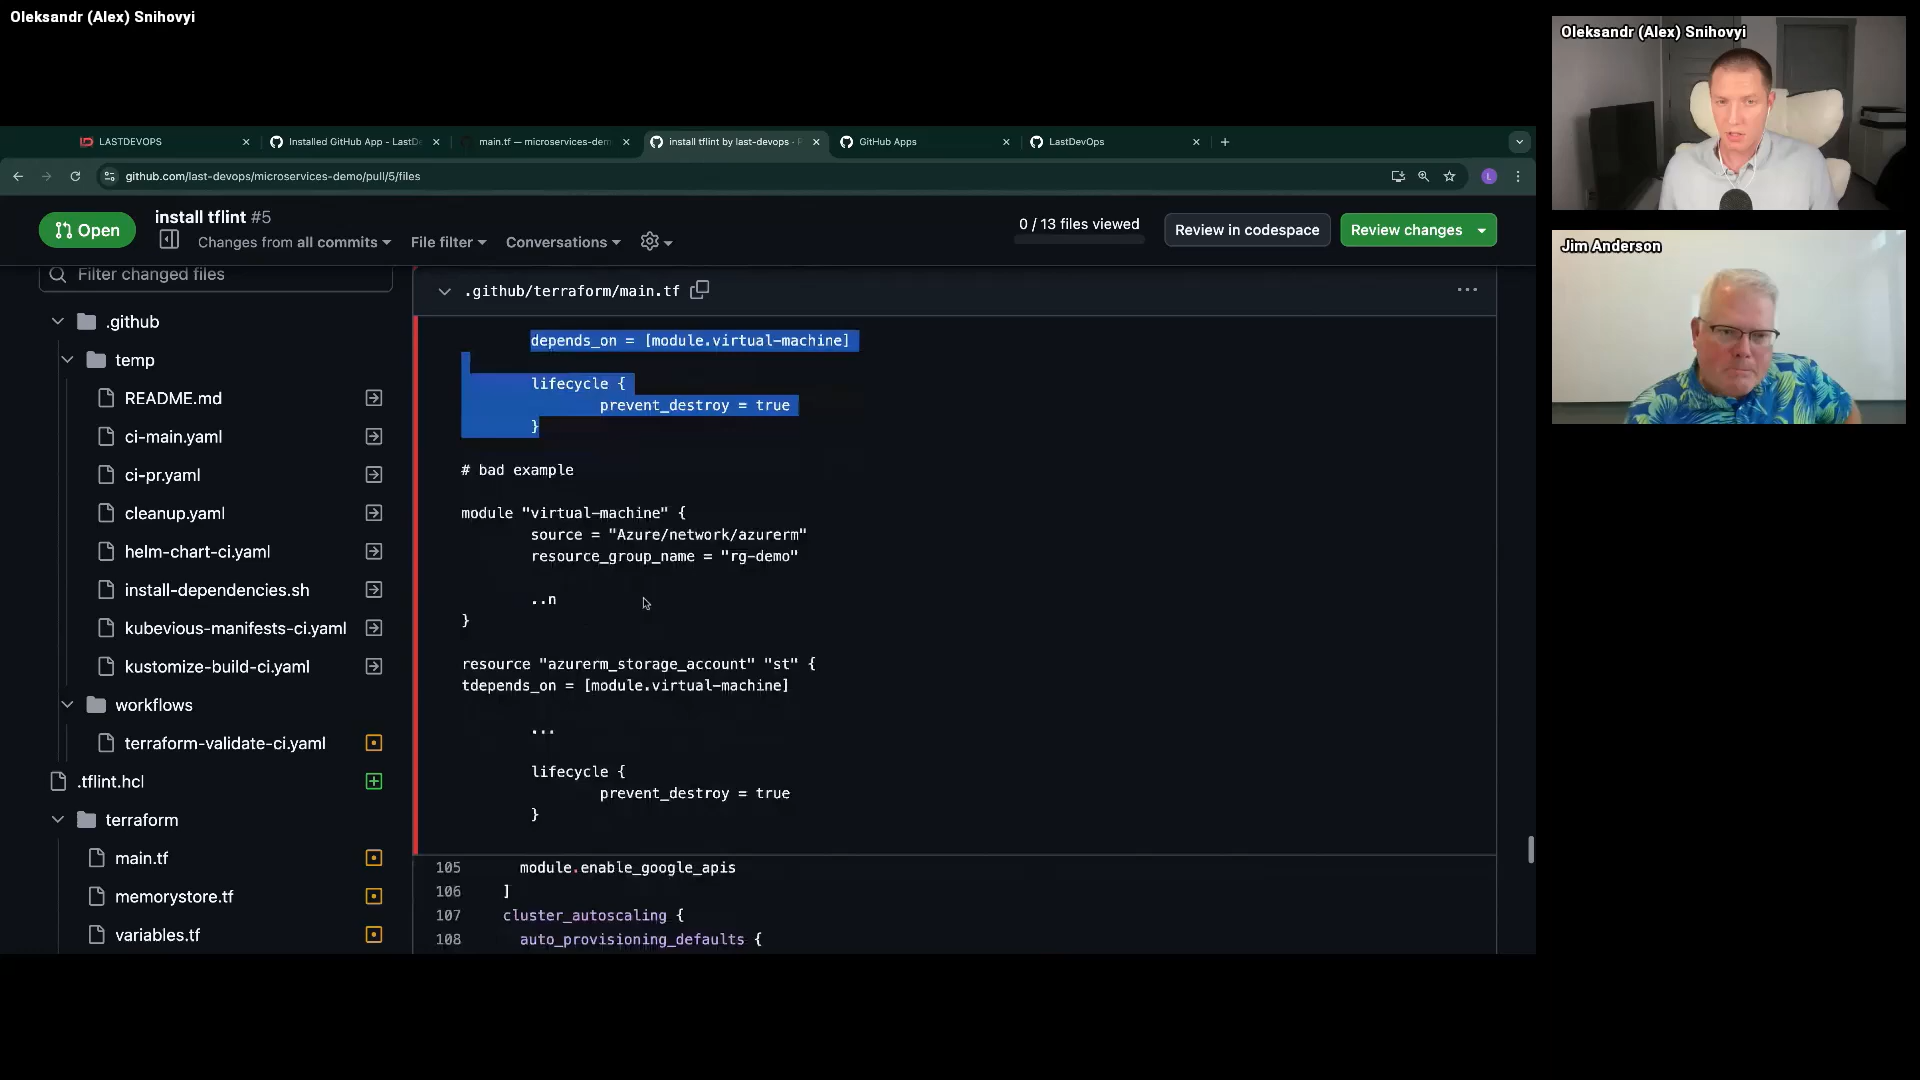 Oleksandr (Alex) Snihovyi
Oleksandr (Alex) Snihovyi
Jim Anderson
LASTDEVOPS
Installed GitHub App - LastDe
main.tf — microservices-dem
install tflint by last-devops · P
GitHub Apps
LastDevOps
github.com/last-devops/microservices-demo/pull/5/files
L
Open
install tflint #5
Changes from all commits
File filter
Conversations
0 / 13 files viewed
Review in codespace
Review changes
Filter changed files
.github
temp
README.md
ci-main.yaml
ci-pr.yaml
cleanup.yaml
helm-chart-ci.yaml
install-dependencies.sh
kubevious-manifests-ci.yaml
kustomize-build-ci.yaml
workflows
terraform-validate-ci.yaml
.tflint.hcl
terraform
main.tf
memorystore.tf
variables.tf
.github/terraform/main.tf
depends_on = [module.virtual-machine]
lifecycle {
prevent_destroy = true
}
# bad example
module "virtual-machine" {
source = "Azure/network/azurerm"
resource_group_name = "rg-demo"
..n
}
resource "azurerm_storage_account" "st" {
tdepends_on = [module.virtual-machine]
...
lifecycle {
prevent_destroy = true
}
105 module.enable_google_apis
106 ]
107 cluster_autoscaling {
108 auto_provisioning_defaults {